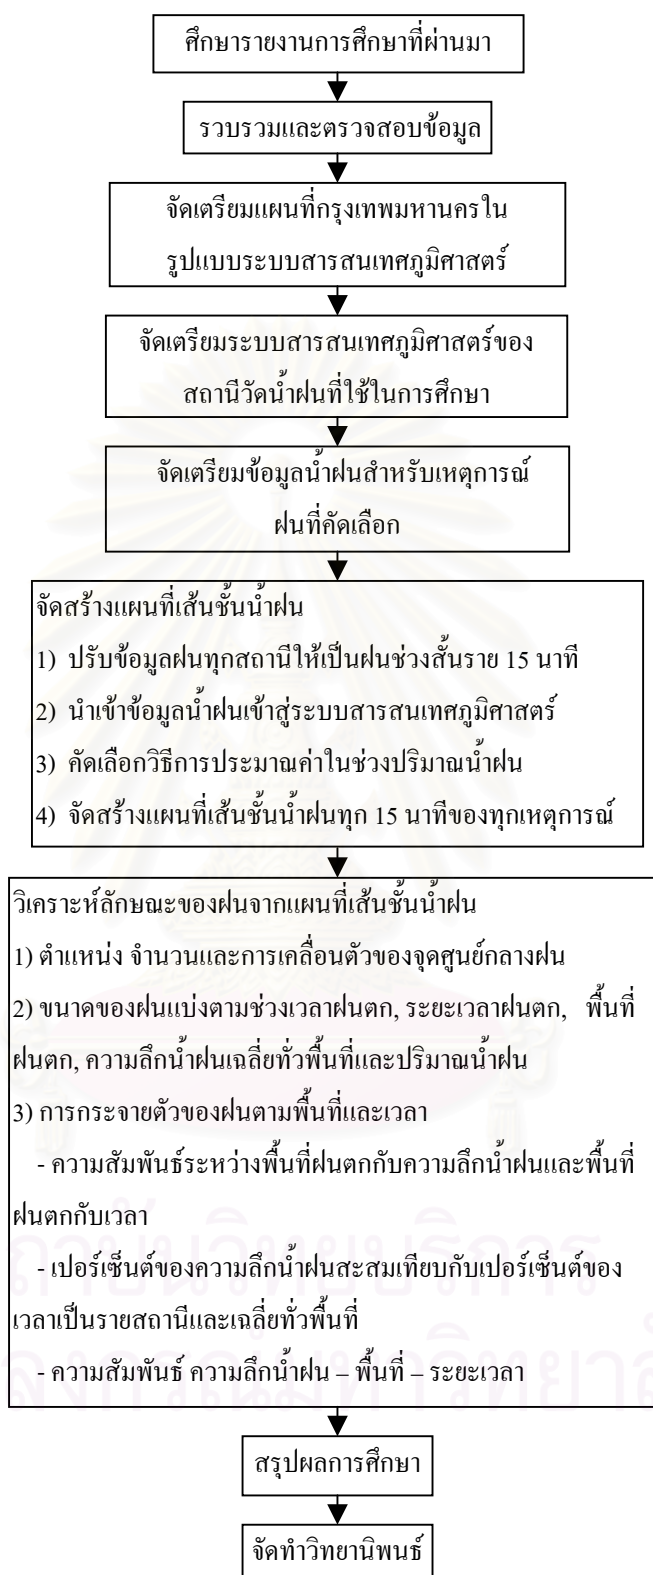 ศึกษารายงานการศึกษาที่ผ่านมา
รวบรวมและตรวจสอบข้อมูล
จัดเตรียมแผนที่กรุงเทพมหานครใน
รูปแบบระบบสารสนเทศภูมิศาสตร์
จัดเตรียมระบบสารสนเทศภูมิศาสตร์ของ
สถานีวัดน้ำฝนที่ใช้ในการศึกษา
จัดเตรียมข้อมูลน้ำฝนสำหรับเหตุการณ์
ฝนที่คัดเลือก
จัดสร้างแผนที่เส้นชั้นน้ำฝน
1) ปรับข้อมูลฝนทุกสถานีให้เป็นฝนช่วงสั้นราย 15 นาที
2) นำเข้าข้อมูลน้ำฝนเข้าสู่ระบบสารสนเทศภูมิศาสตร์
3) คัดเลือกวิธีการประมาณค่าในช่วงปริมาณน้ำฝน
4) จัดสร้างแผนที่เส้นชั้นน้ำฝนทุก 15 นาทีของทุกเหตุการณ์
วิเคราะห์ลักษณะของฝนจากแผนที่เส้นชั้นน้ำฝน
1) ตำแหน่ง จำนวนและการเคลื่อนตัวของจุดศูนย์กลางฝน
2) ขนาดของฝนแบ่งตามช่วงเวลาฝนตก, ระยะเวลาฝนตก, พื้นที่
ฝนตก, ความลึกน้ำฝนเฉลี่ยทั่วพื้นที่และปริมาณน้ำฝน
3) การกระจายตัวของฝนตามพื้นที่และเวลา
- ความสัมพันธ์ระหว่างพื้นที่ฝนตกกับความลึกน้ำฝนและพื้นที่
ฝนตกกับเวลา
- เปอร์เซ็นต์ของความลึกน้ำฝนสะสมเทียบกับเปอร์เซ็นต์ของ
เวลาเป็นรายสถานีและเฉลี่ยทั่วพื้นที่
- ความสัมพันธ์ ความลึกน้ำฝน – พื้นที่ – ระยะเวลา
สรุปผลการศึกษา
จัดทำวิทยานิพนธ์